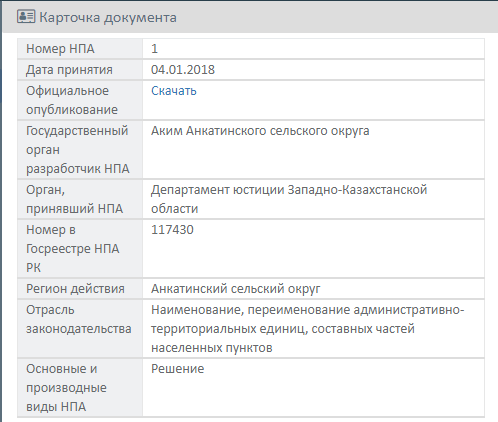 Карточка документа
Номер НПА 1
Дата принятия 04.01.2018
Официальное Скачать
опубликование
Государственный Аким Анкатинского сельского округа
орган
разработчик НПА
Орган, Департамент юстиции Западно-Казахстанской
принявший НПА области
Номер в 117430
Госреестре НПА
РК
Регион действия Анкатинский сельский округ
Отрасль Наименование, переименование административно-
законодательства территориальных единиц, составных частей
населенных пунктов
Основные и Решение
производные
виды НПА